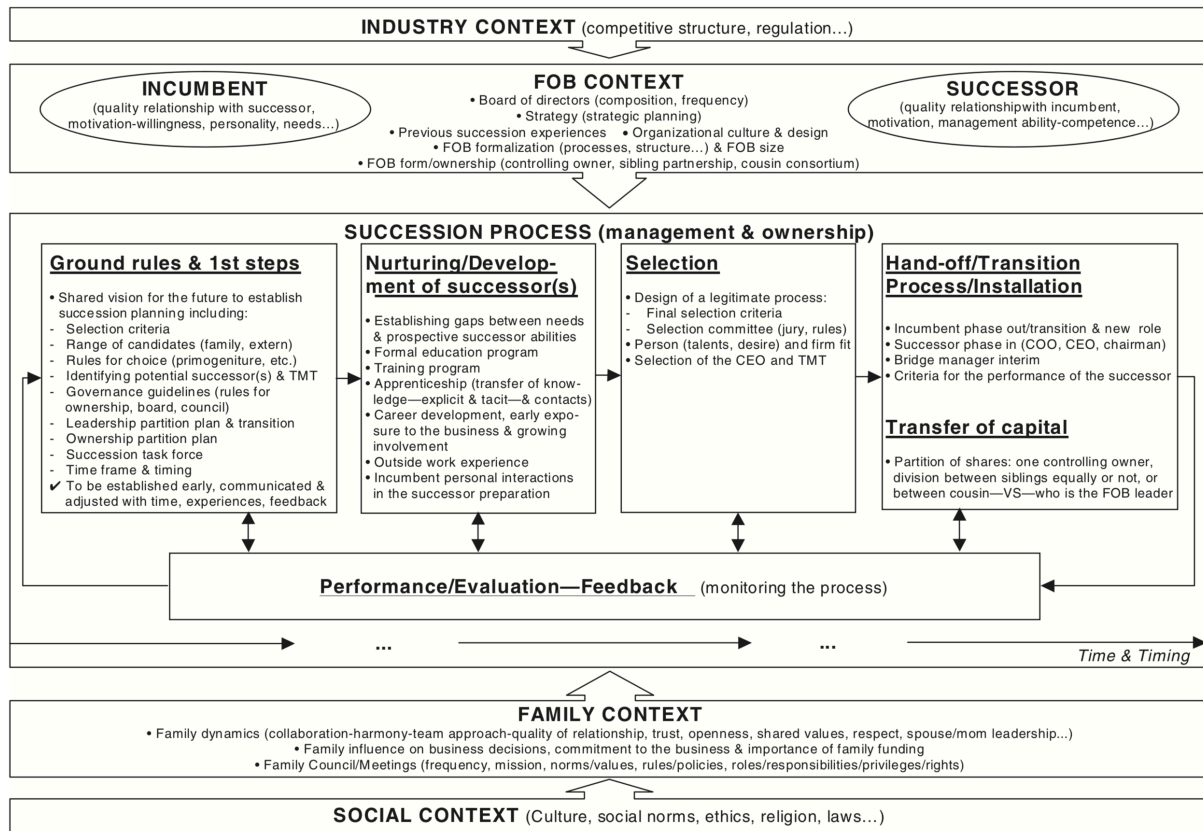 INDUSTRY CONTEXT (competitive structure, regulation…)
INCUMBENT
(quality relationship with successor,
motivation-willingness, personality, needs…)
FOB CONTEXT
• Board of directors (composition, frequency)
• Strategy (strategic planning)
• Previous succession experiences • Organizational culture & design
• FOB formalization (processes, structure…) & FOB size
• FOB form/ownership (controlling owner, sibling partnership, cousin consortium)
SUCCESSOR
(quality relationshipwith incumbent,
motivation, management ability-competence…)
SUCCESSION PROCESS (management & ownership)
Ground rules & 1st steps
• Shared vision for the future to establish
succession planning including:
- Selection criteria
- Range of candidates (family, extern)
- Rules for choice (primogeniture, etc.)
- Identifying potential successor(s) & TMT
- Governance guidelines (rules for
ownership, board, council)
- Leadership partition plan & transition
- Ownership partition plan
- Succession task force
- Time frame & timing
✔ To be established early, communicated &
adjusted with time, experiences, feedback
Nurturing/Develop-
ment of successor(s)
• Establishing gaps between needs
& prospective successor abilities
• Formal education program
• Training program
• Apprenticeship (transfer of know-
ledge—explicit & tacit—& contacts)
• Career development, early expo-
sure to the business & growing
involvement
• Outside work experience
• Incumbent personal interactions
in the successor preparation
Selection
• Design of a legitimate process:
- Final selection criteria
- Selection committee (jury, rules)
• Person (talents, desire) and firm fit
• Selection of the CEO and TMT
Hand-off/Transition
Process/Installation
• Incumbent phase out/transition & new role
• Successor phase in (COO, CEO, chairman)
• Bridge manager interim
• Criteria for the performance of the successor
Transfer of capital
• Partition of shares: one controlling owner,
division between siblings equally or not, or
between cousin—VS—who is the FOB leader
Performance/Evaluation—Feedback (monitoring the process)
... ...
Time & Timing
FAMILY CONTEXT
• Family dynamics (collaboration-harmony-team approach-quality of relationship, trust, openness, shared values, respect, spouse/mom leadership...)
• Family influence on business decisions, commitment to the business & importance of family funding
• Family Council/Meetings (frequency, mission, norms/values, rules/policies, roles/responsibilities/privileges/rights)
SOCIAL CONTEXT (Culture, social norms, ethics, religion, laws…)